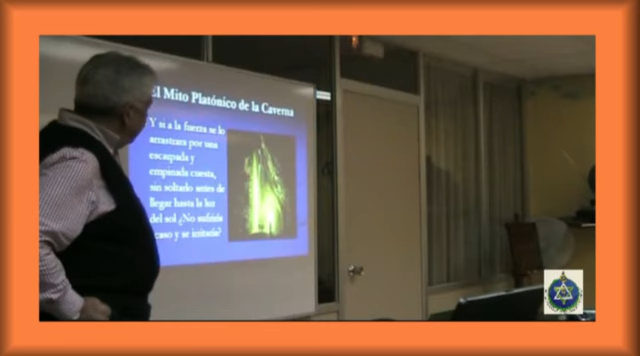 El Mito Platónico de la Caverna
Y si a la fuerza se lo
arrastrara por una
escarpada y
empinada cuesta,
sin soltarlo antes de
llegar hasta la luz
del sol ¿No sufriría
acaso y se irritaría?